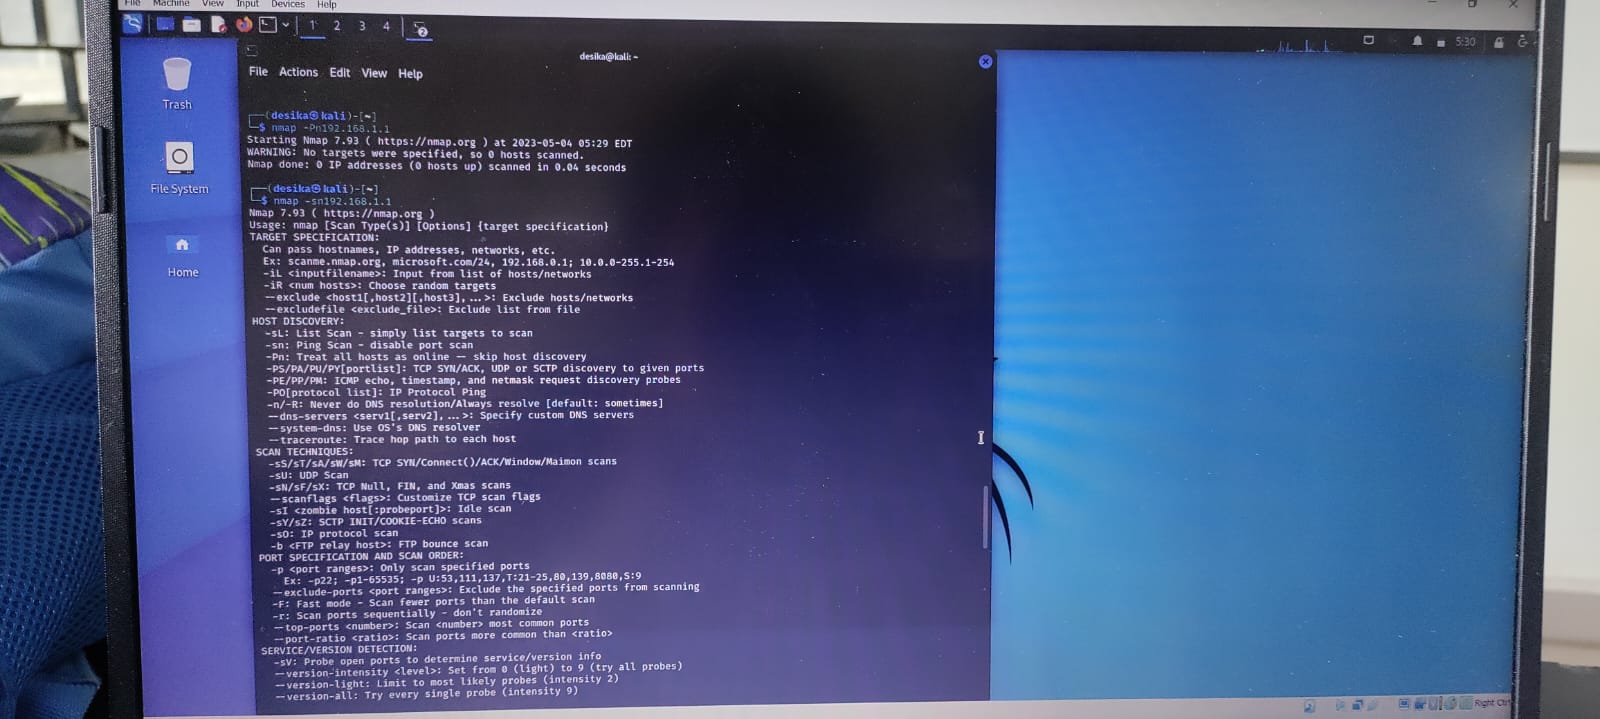 File Machine View Input Devices Help
1 2 3 4 2
5:30
desika@kali: ~
File Actions Edit View Help
Trash
File System
Home
(desika㉿kali)-[~]
$ nmap -Pn192.168.1.1
Starting Nmap 7.93 ( https://nmap.org ) at 2023-05-04 05:29 EDT
WARNING: No targets were specified, so 0 hosts scanned.
Nmap done: 0 IP addresses (0 hosts up) scanned in 0.04 seconds
(desika㉿kali)-[~]
$ nmap -sn192.168.1.1
Nmap 7.93 ( https://nmap.org )
Usage: nmap [Scan Type(s)] [Options] {target specification}
TARGET SPECIFICATION:
Can pass hostnames, IP addresses, networks, etc.
Ex: scanme.nmap.org, microsoft.com/24, 192.168.0.1; 10.0.0-255.1-254
-iL <inputfilename>: Input from list of hosts/networks
-iR <num hosts>: Choose random targets
--exclude <host1[,host2][,host3],...>: Exclude hosts/networks
--excludefile <exclude_file>: Exclude list from file
HOST DISCOVERY:
-sL: List Scan - simply list targets to scan
-sn: Ping Scan - disable port scan
-Pn: Treat all hosts as online -- skip host discovery
-PS/PA/PU/PY[portlist]: TCP SYN/ACK, UDP or SCTP discovery to given ports
-PE/PP/PM: ICMP echo, timestamp, and netmask request discovery probes
-PO[protocol list]: IP Protocol Ping
-n/-R: Never do DNS resolution/Always resolve [default: sometimes]
--dns-servers <serv1[,serv2],...>: Specify custom DNS servers
--system-dns: Use OS's DNS resolver
--traceroute: Trace hop path to each host
SCAN TECHNIQUES:
-sS/sT/sA/sW/sM: TCP SYN/Connect()/ACK/Window/Maimon scans
-sU: UDP Scan
-sN/sF/sX: TCP Null, FIN, and Xmas scans
--scanflags <flags>: Customize TCP scan flags
-sI <zombie host[:probeport]>: Idle scan
-sY/sZ: SCTP INIT/COOKIE-ECHO scans
-sO: IP protocol scan
-b <FTP relay host>: FTP bounce scan
PORT SPECIFICATION AND SCAN ORDER:
-p <port ranges>: Only scan specified ports
Ex: -p22; -p1-65535; -p U:53,111,137,T:21-25,80,139,8080,S:9
--exclude-ports <port ranges>: Exclude the specified ports from scanning
-F: Fast mode - Scan fewer ports than the default scan
-r: Scan ports sequentially - don't randomize
--top-ports <number>: Scan <number> most common ports
--port-ratio <ratio>: Scan ports more common than <ratio>
SERVICE/VERSION DETECTION:
-sV: Probe open ports to determine service/version info
--version-intensity <level>: Set from 0 (light) to 9 (try all probes)
--version-light: Limit to most likely probes (intensity 2)
--version-all: Try every single probe (intensity 9)
Right Ctrl